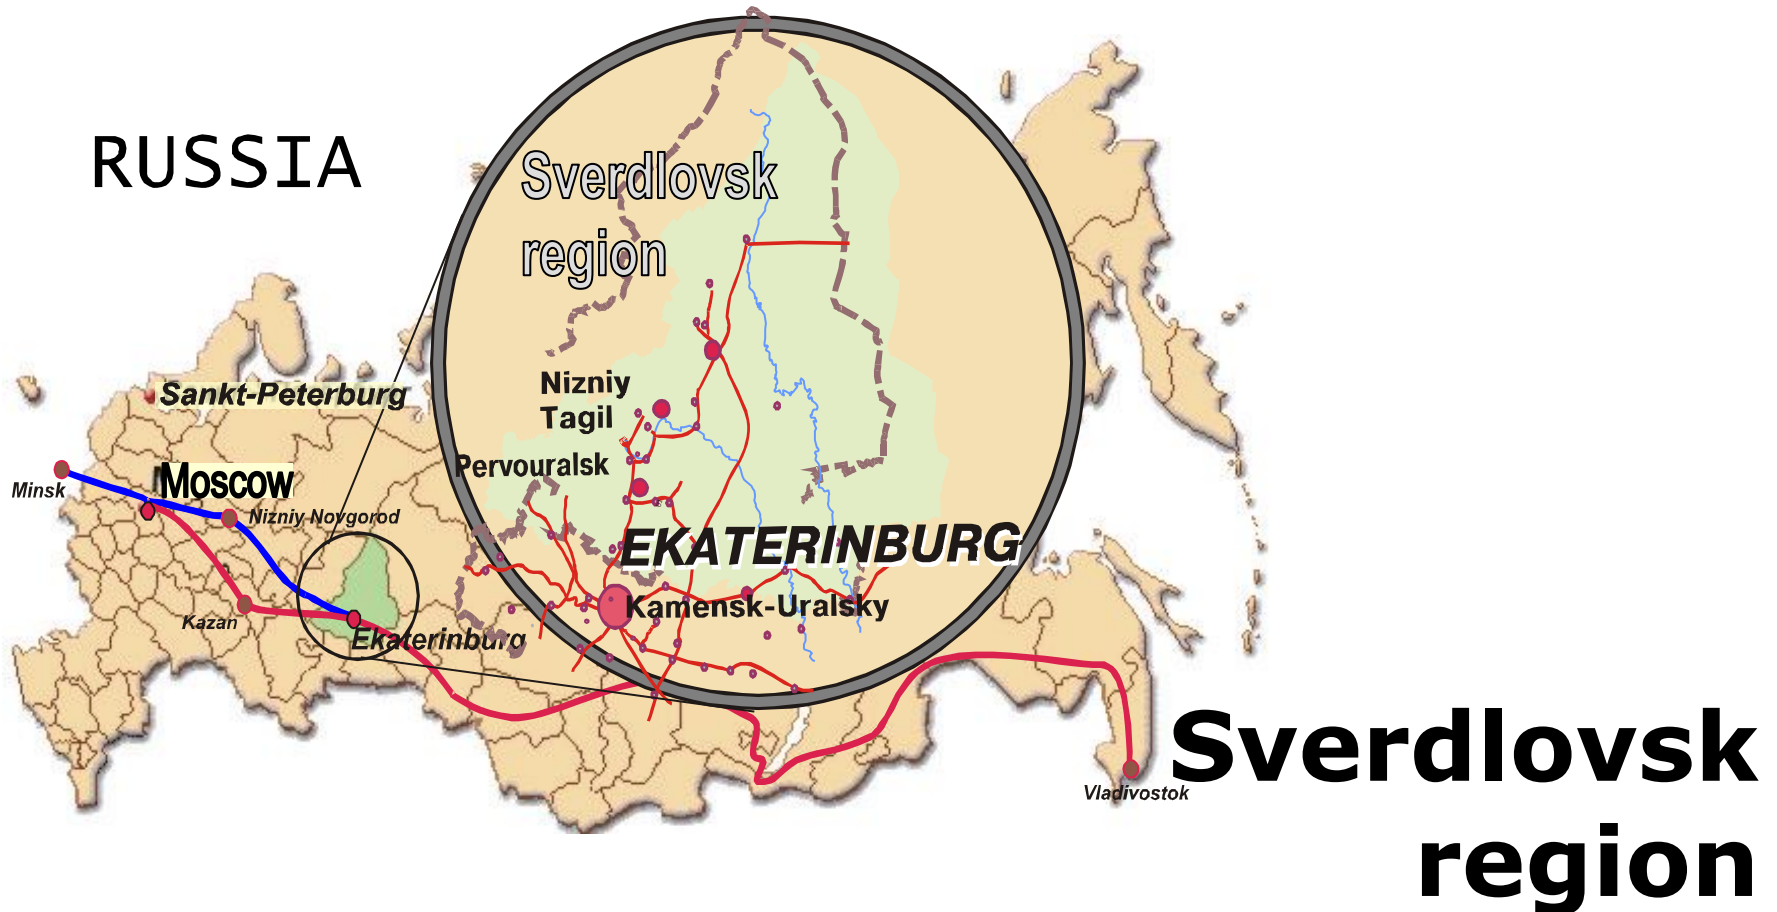 RUSSIA
Sverdlovsk
region
Nizniy
Tagil
Sankt-Peterburg
Pervouralsk
Moscow
Minsk
Nizniy Novgorod
EKATERINBURG
Kamensk-Uralsky
Kazan
Ekaterinburg
Vladivostok
Sverdlovsk
region